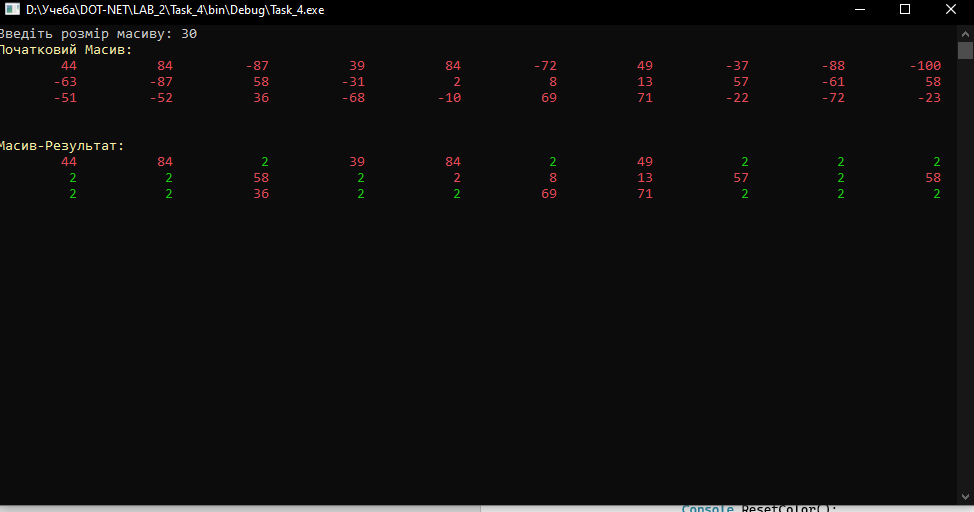 D:\Учеба\DOT-NET\LAB_2\Task_4\bin\Debug\Task_4.exe
Введіть розмір масиву: 30
Початковий Масив:
44 84 -87 39 84 -72 49 -37 -88 -100
-63 -87 58 -31 2 8 13 57 -61 58
-51 -52 36 -68 -10 69 71 -22 -72 -23
Масив-Результат:
44 84 2 39 84 2 49 2 2 2
2 2 58 2 2 8 13 57 2 58
2 2 36 2 2 69 71 2 2 2
Console.ResetColor();